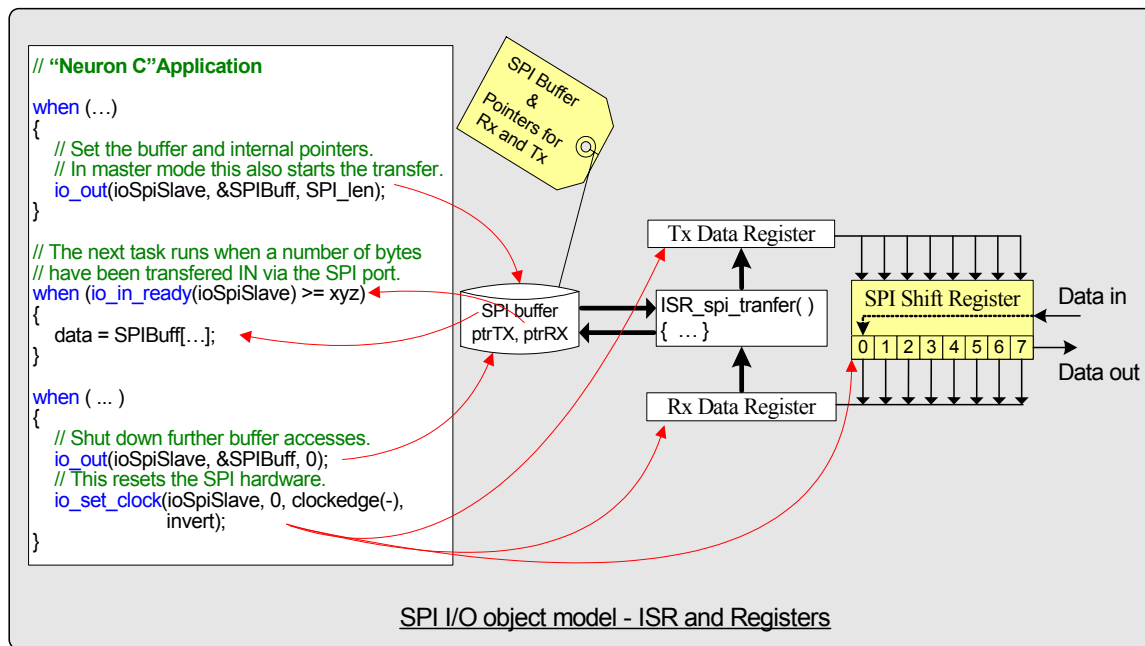 // “Neuron C”Application
when (…)
{
// Set the buffer and internal pointers.
// In master mode this also starts the transfer.
io_out(ioSpiSlave, &SPIBuff, SPI_len);
}
// The next task runs when a number of bytes
// have been transfered IN via the SPI port.
when (io_in_ready(ioSpiSlave) >= xyz)
{
data = SPIBuff[…];
}
when ( ... )
{
// Shut down further buffer accesses.
io_out(ioSpiSlave, &SPIBuff, 0);
// This resets the SPI hardware.
io_set_clock(ioSpiSlave, 0, clockedge(-),
invert);
}
SPI Buffer
&
Pointers for
Rx and Tx
SPI buffer
ptrTX, ptrRX
Tx Data Register
ISR_spi_tranfer( )
{ ... }
Rx Data Register
SPI Shift Register
0 1 2 3 4 5 6 7
Data in
Data out
SPI I/O object model - ISR and Registers